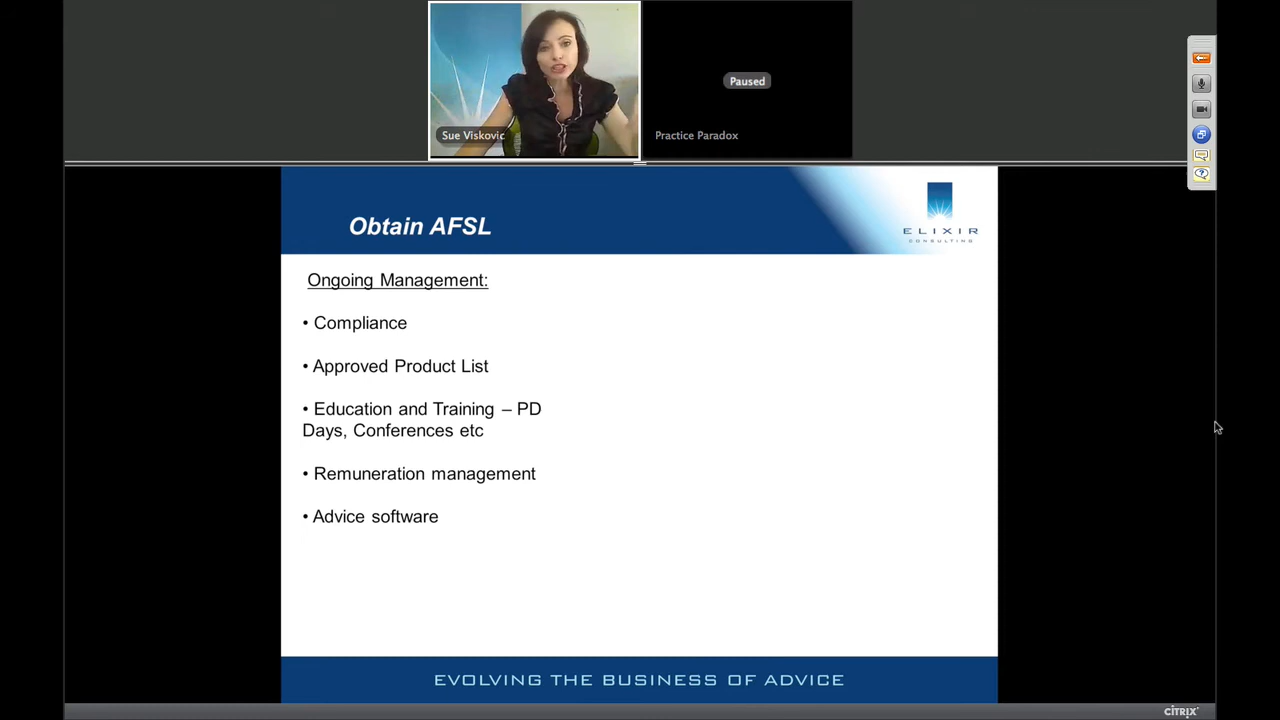 Paused
Sue Viskovic
Practice Paradox
Obtain AFSL
ELIXIR
CONSULTING
Ongoing Management:
• Compliance
• Approved Product List
• Education and Training – PD
Days, Conferences etc
• Remuneration management
• Advice software
EVOLVING THE BUSINESS OF ADVICE
CITRIX